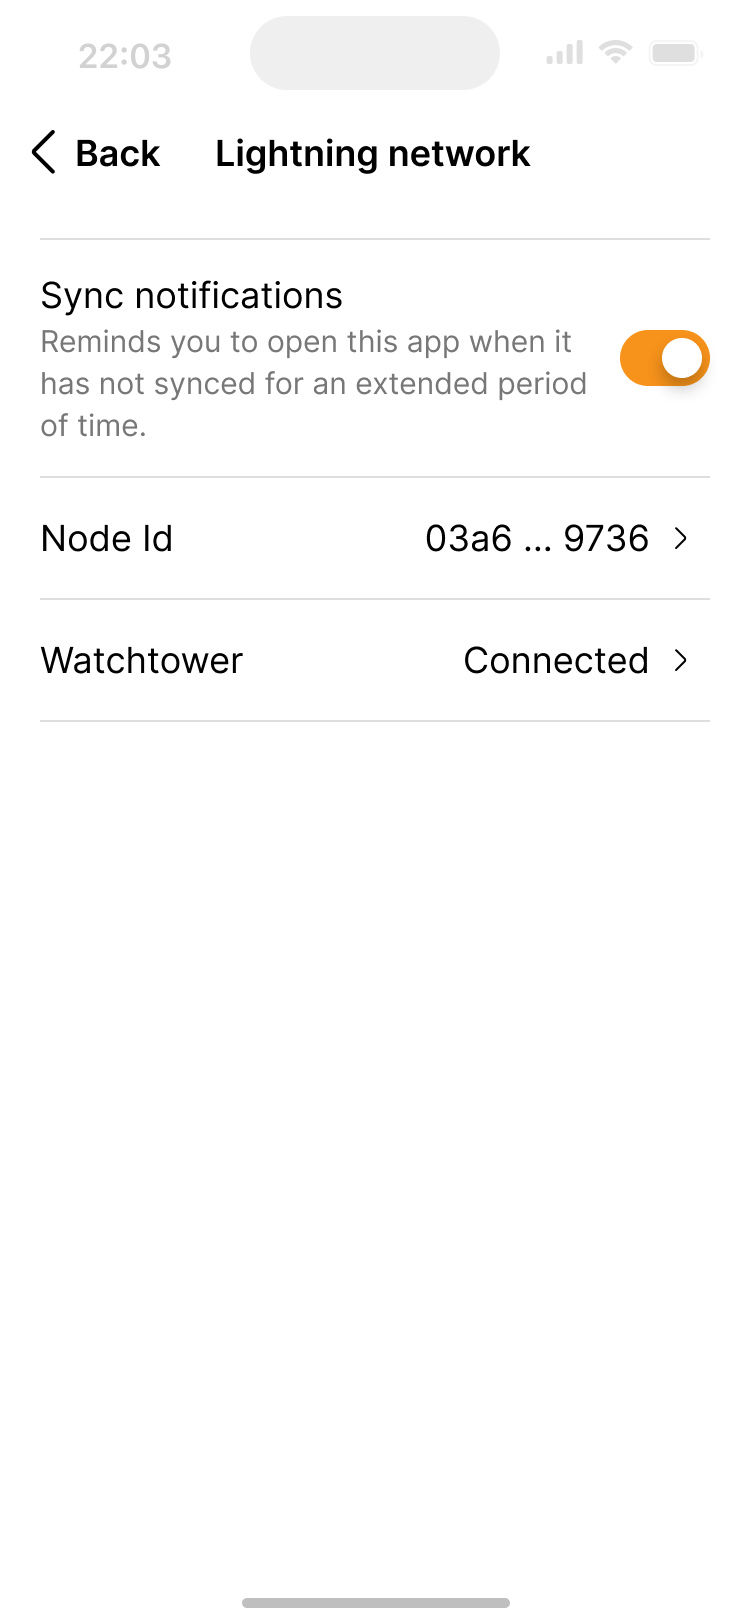 22:03
Back Lightning network
Sync notifications
Reminds you to open this app when it
has not synced for an extended period
of time.
Node Id 03a6 ... 9736
Watchtower Connected